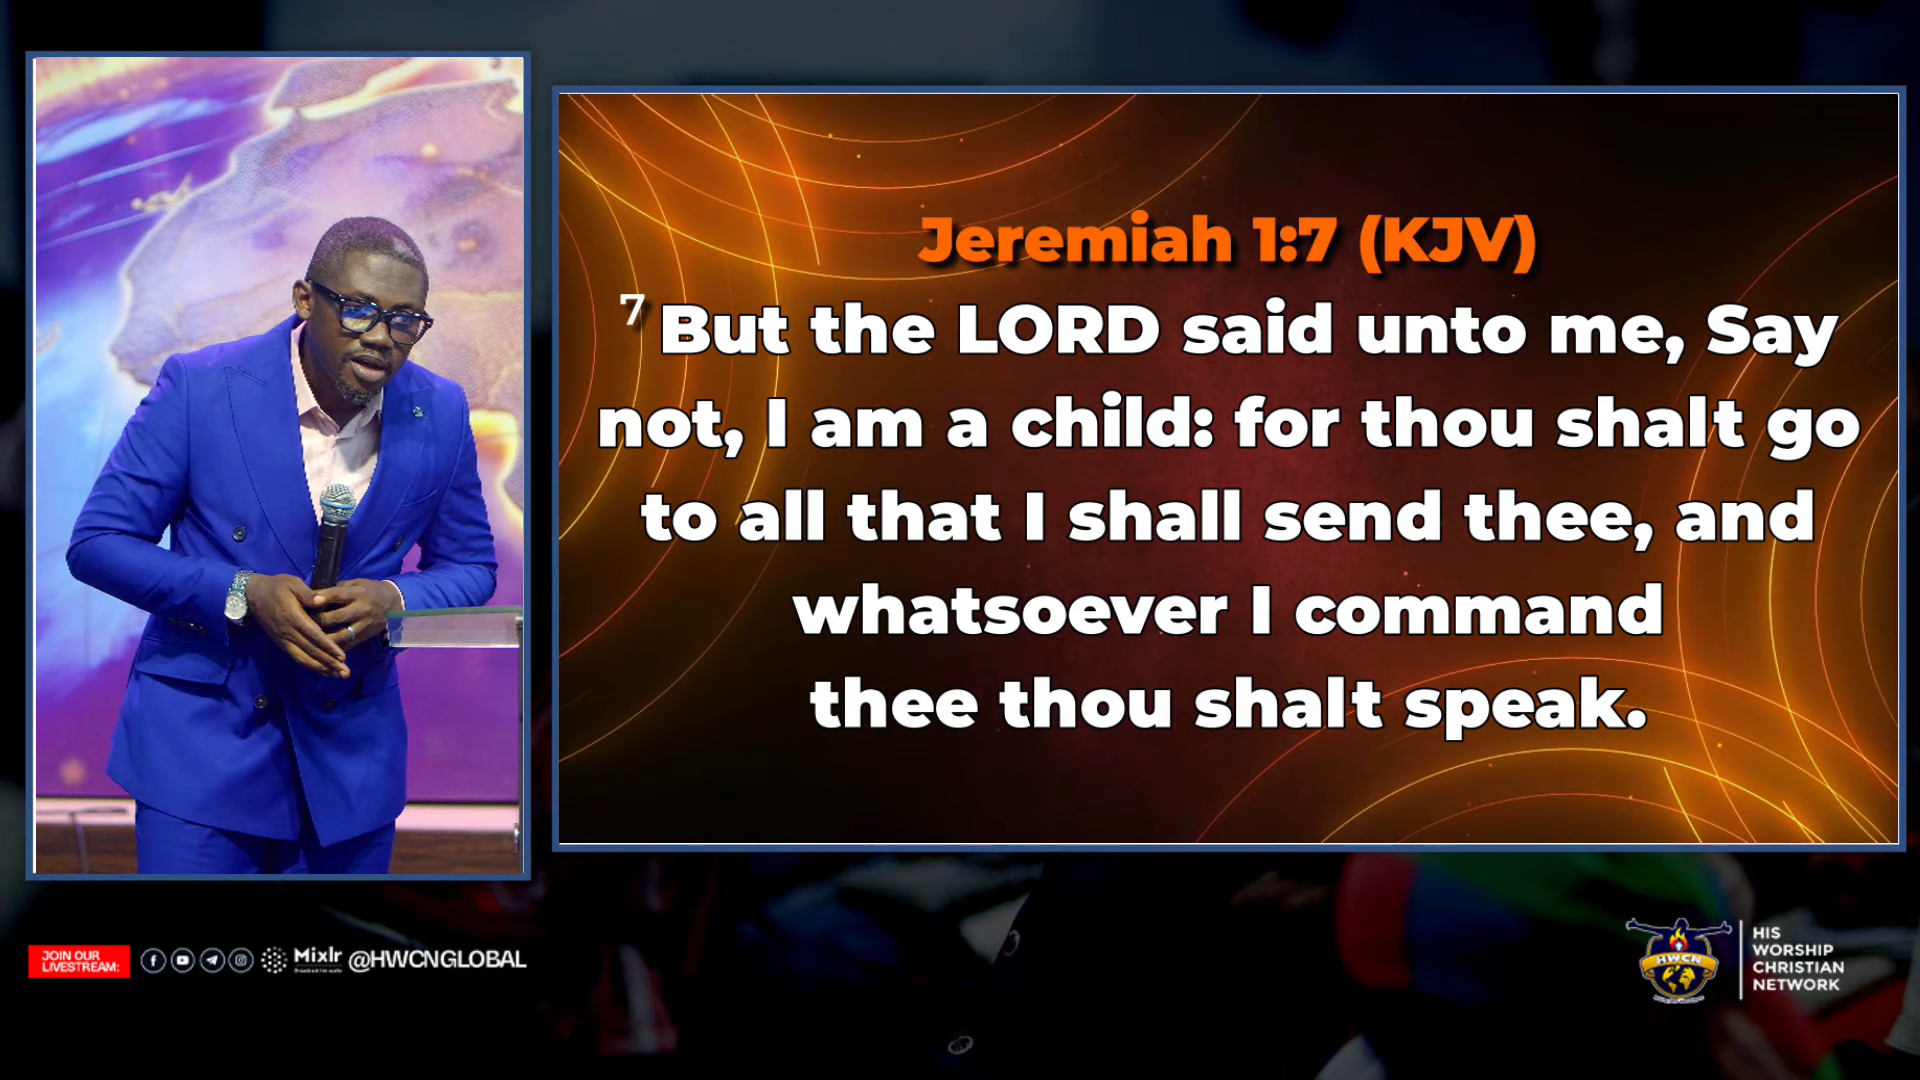 Jeremiah 1:7 (KJV)
7 But the LORD said unto me, Say
not, I am a child: for thou shalt go
to all that I shall send thee, and
whatsoever I command
thee thou shalt speak.
JOIN OUR
LIVESTREAM:
Mixlr
@HWCNGLOBAL
HWCN
HIS
WORSHIP
CHRISTIAN
NETWORK